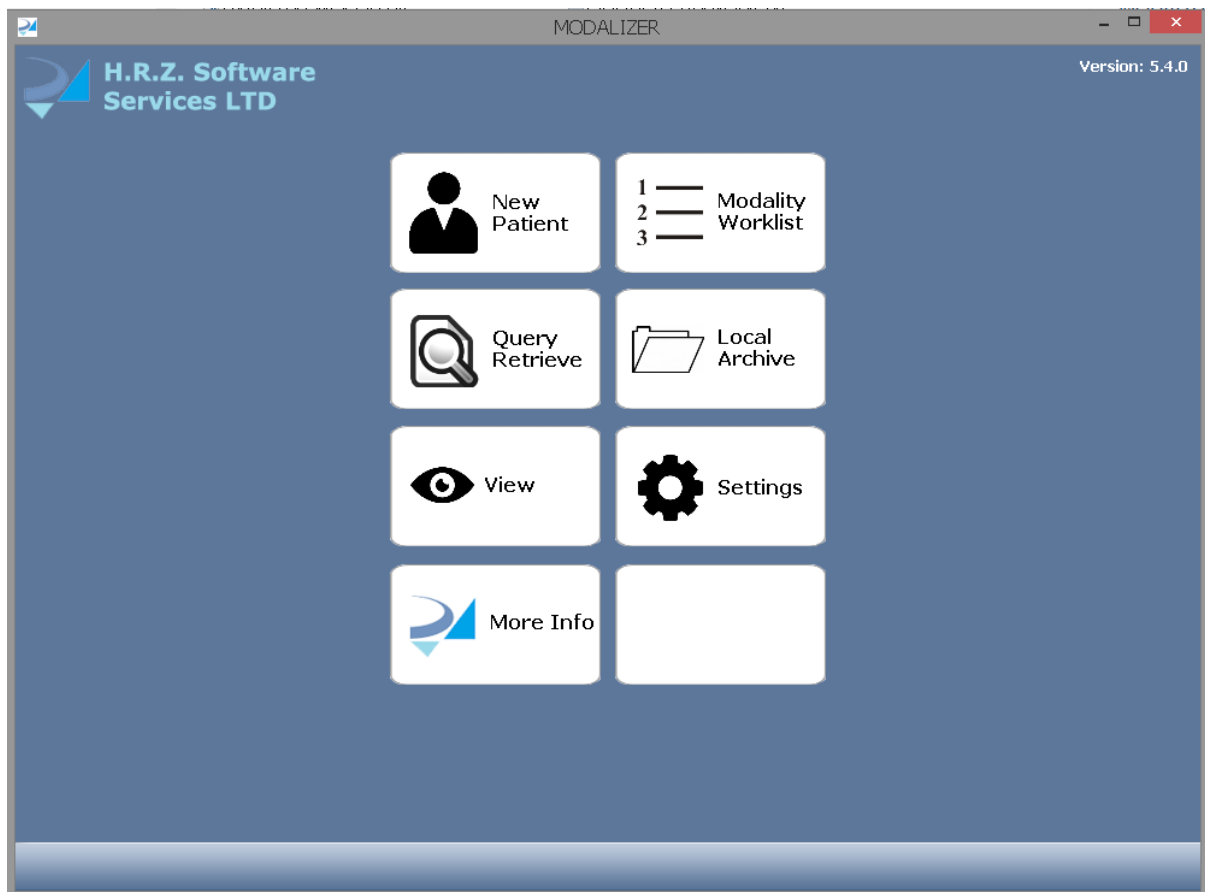 MODALIZER
H.R.Z. Software
Services LTD
Version: 5.4.0
New
Patient
1
2
3
Modality
Worklist
Query
Retrieve
Local
Archive
View
Settings
More Info